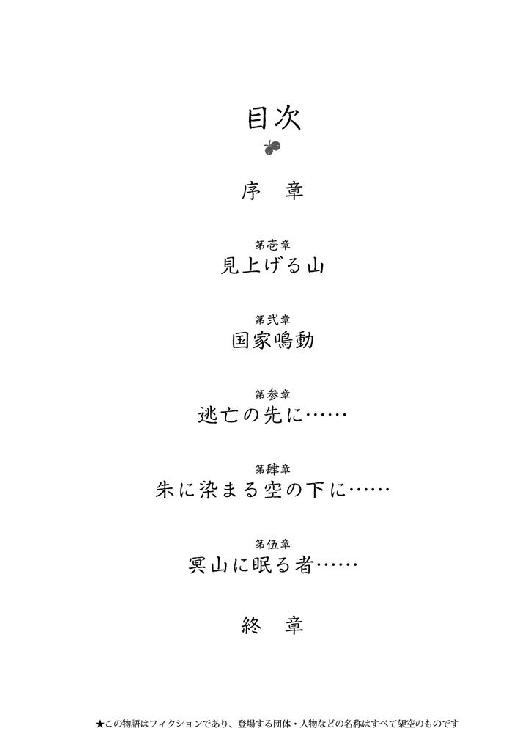 目次
序　章
第壱章
見上げる山
第弐章
国家鳴動
第参章
逃亡の先に……
第肆章
朱に染まる空の下に……
第伍章
冥山に眠る者……
終　章
★この物語はフィクションであり、登場する団体・人物などの名称はすべて架空のものです